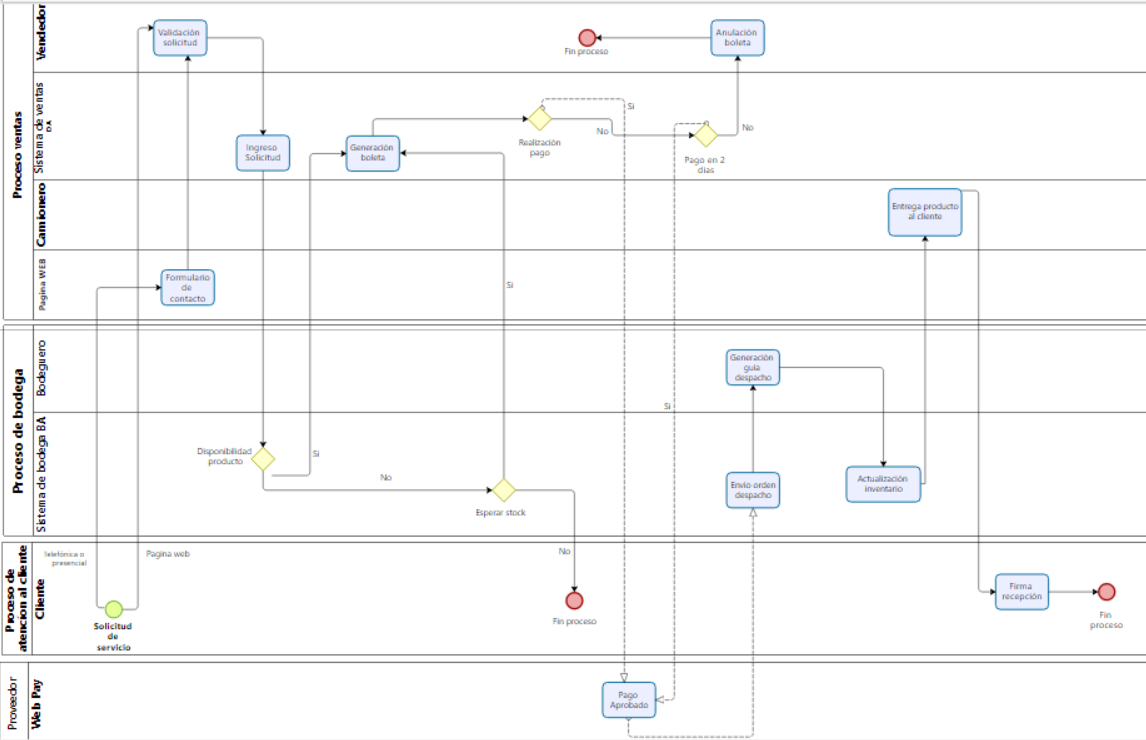 Proceso ventas
Vendedor
Validación
solicitud
Fin proceso
Anulación
boleta
Sistema de ventas
BA
Ingreso
Solicitud
Generación
boleta
Realización
pago
Si
No
Pago en 2
dias
No
Camionero
Entrega producto
al cliente
Pagina WEB
Formulario
de
contacto
Si
Proceso de bodega
Bodeguero
Generación
guia
despacho
Si
Sistema de bodega BA
Disponibilidad
producto
Si
No
Esperar stock
Envio orden
despacho
Actualización
inventario
Proceso de
atencion al cliente
Cliente
Telefónica o
presencial
Pagina web
Solicitud
de
servicio
No
Fin proceso
Firma
recepción
Fin
proceso
Proveedor
Web Pay
Pago
Aprobado